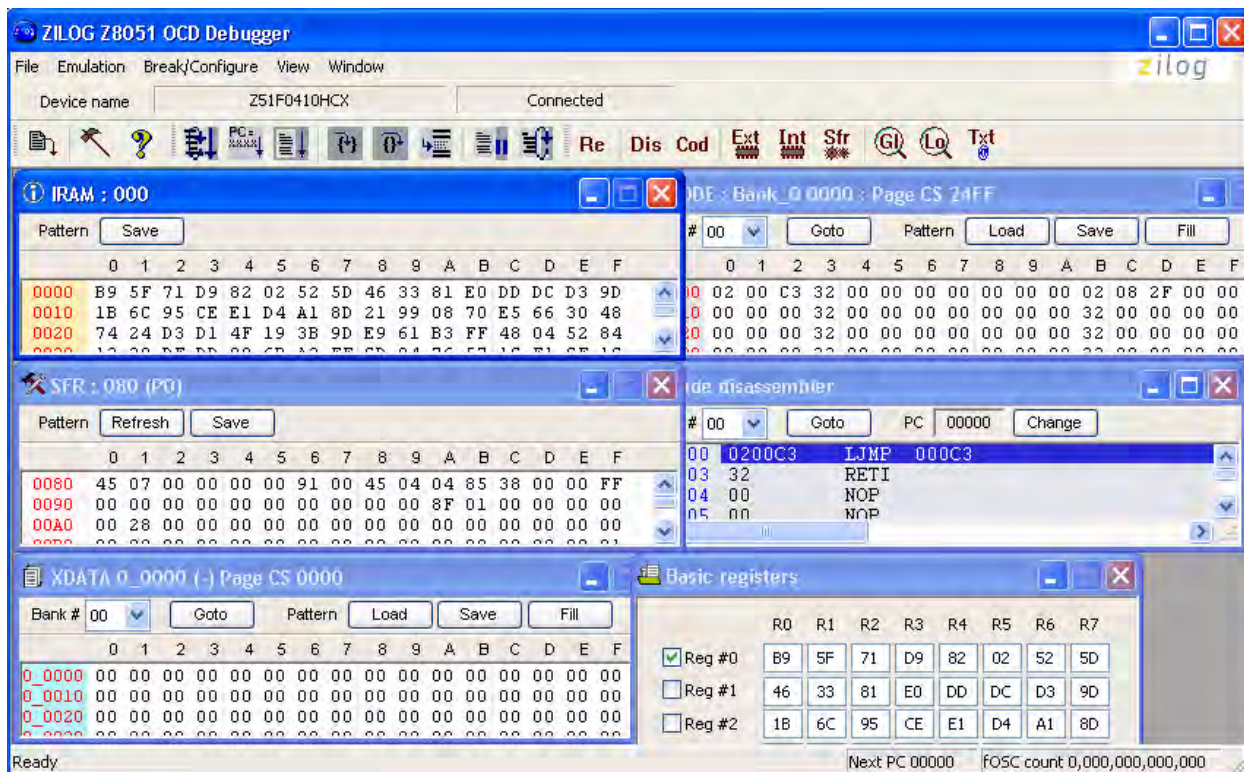 ZILOG Z8051 OCD Debugger
File Emulation Break/Configure View Window
zilog
Device name Z51F0410HCX Connected
PC= Re Dis Cod Ext Int Sfr Gl Lo Txt
IRAM : 000
Pattern Save
0 1 2 3 4 5 6 7 8 9 A B C D E F
0000 B9 5F 71 D9 82 02 52 5D 46 33 81 E0 DD DC D3 9D
0010 1B 6C 95 CE E1 D4 A1 8D 21 99 08 70 E5 66 30 48
0020 74 24 D3 D1 4F 19 3B 9D E9 61 B3 FF 48 04 52 84
ODE : Bank_0 0000 : Page CS 24FF
# 00 Goto Pattern Load Save Fill
0 1 2 3 4 5 6 7 8 9 A B C D E F
00 02 00 C3 32 00 00 00 00 00 00 00 02 08 2F 00 00
10 00 00 00 32 00 00 00 00 00 00 00 32 00 00 00 00
20 00 00 00 32 00 00 00 00 00 00 00 32 00 00 00 00
SFR : 080 (P0)
Pattern Refresh Save
0 1 2 3 4 5 6 7 8 9 A B C D E F
0080 45 07 00 00 00 00 91 00 45 04 04 85 38 00 00 FF
0090 00 00 00 00 00 00 00 00 00 00 8F 01 00 00 00 00
00A0 00 28 00 00 00 00 00 00 00 00 00 00 00 00 00 00
ode disassembler
# 00 Goto PC 00000 Change
00 0200C3 LJMP 000C3
03 32 RETI
04 00 NOP
05 00 NOP
XDATA 0_0000 (-) Page CS 0000
Bank # 00 Goto Pattern Load Save Fill
0 1 2 3 4 5 6 7 8 9 A B C D E F
0_0000 00 00 00 00 00 00 00 00 00 00 00 00 00 00 00 00
0_0010 00 00 00 00 00 00 00 00 00 00 00 00 00 00 00 00
0_0020 00 00 00 00 00 00 00 00 00 00 00 00 00 00 00 00
Basic registers
R0 R1 R2 R3 R4 R5 R6 R7
Reg #0 B9 5F 71 D9 82 02 52 5D
Reg #1 46 33 81 E0 DD DC D3 9D
Reg #2 1B 6C 95 CE E1 D4 A1 8D
Ready Next PC 00000 fOSC count 0,000,000,000,000